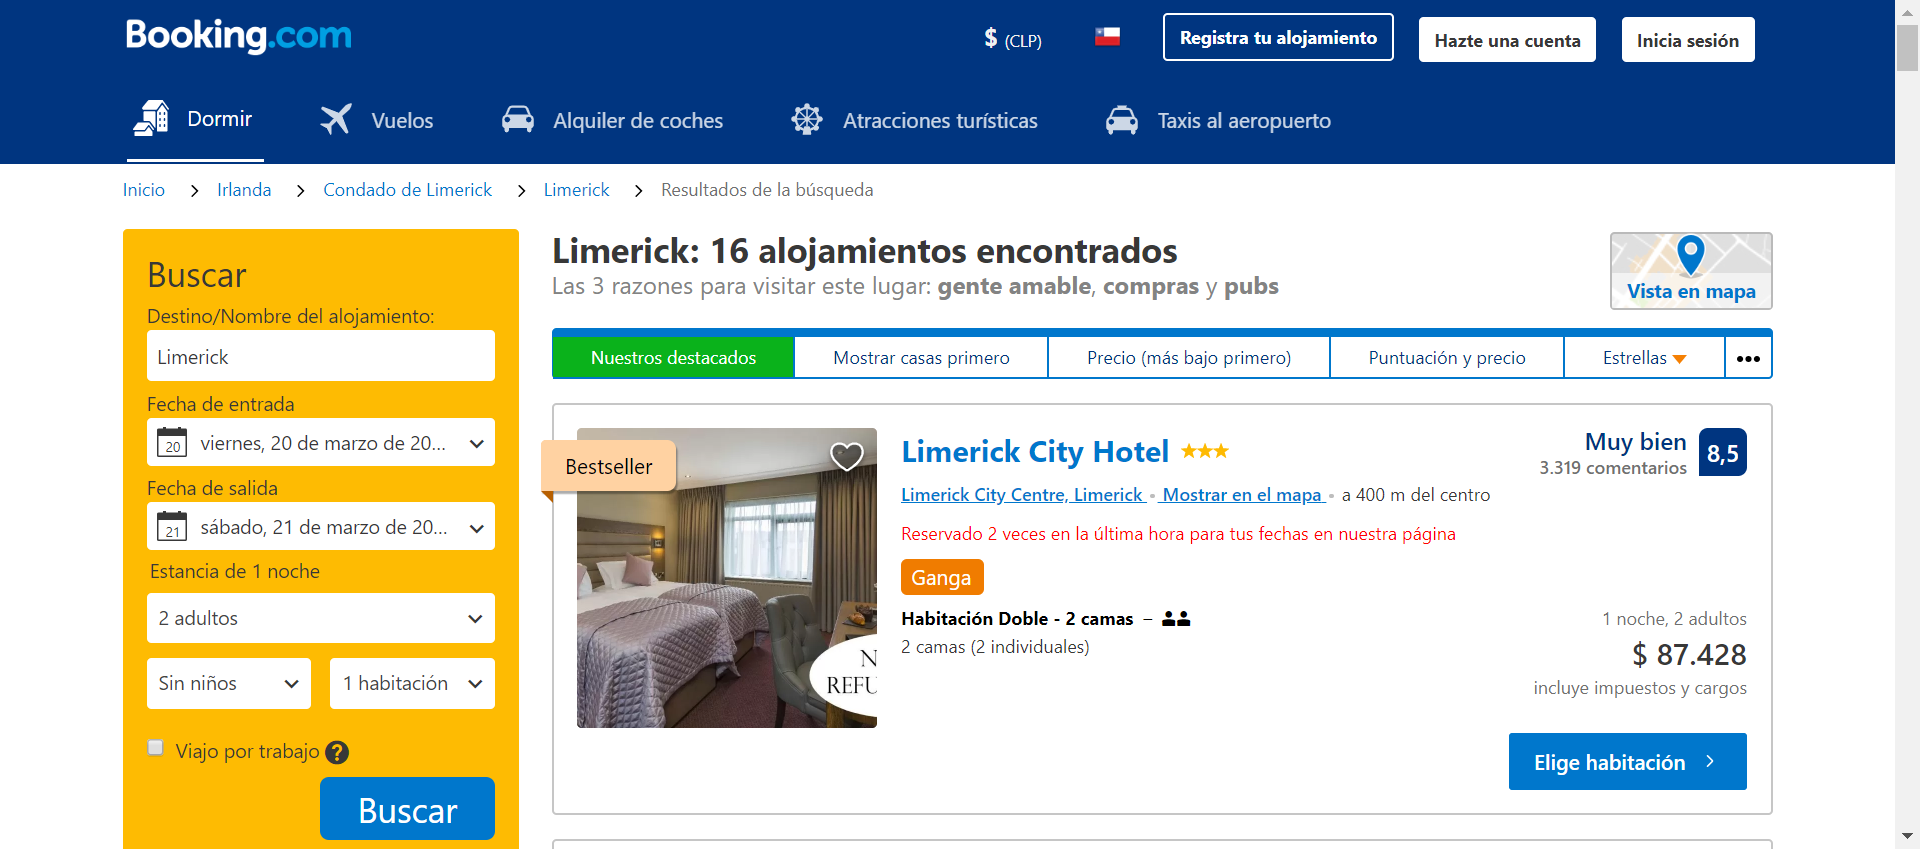 Booking.com
$ (CLP)
Registra tu alojamiento
Hazte una cuenta
Inicia sesión
Dormir
Vuelos
Alquiler de coches
Atracciones turísticas
Taxis al aeropuerto
Inicio > Irlanda > Condado de Limerick > Limerick > Resultados de la búsqueda
Buscar
Destino/Nombre del alojamiento:
Limerick
Fecha de entrada
20 viernes, 20 de marzo de 20...
Fecha de salida
21 sábado, 21 de marzo de 20...
Estancia de 1 noche
2 adultos
Sin niños
1 habitación
Viajo por trabajo ?
Buscar
Limerick: 16 alojamientos encontrados
Las 3 razones para visitar este lugar: gente amable, compras y pubs
Vista en mapa
Nuestros destacados
Mostrar casas primero
Precio (más bajo primero)
Puntuación y precio
Estrellas
•••
Bestseller
Limerick City Hotel
Muy bien
3.319 comentarios
8,5
Limerick City Centre, Limerick • Mostrar en el mapa • a 400 m del centro
Reservado 2 veces en la última hora para tus fechas en nuestra página
Ganga
Habitación Doble - 2 camas –
2 camas (2 individuales)
1 noche, 2 adultos
$ 87.428
incluye impuestos y cargos
Elige habitación >